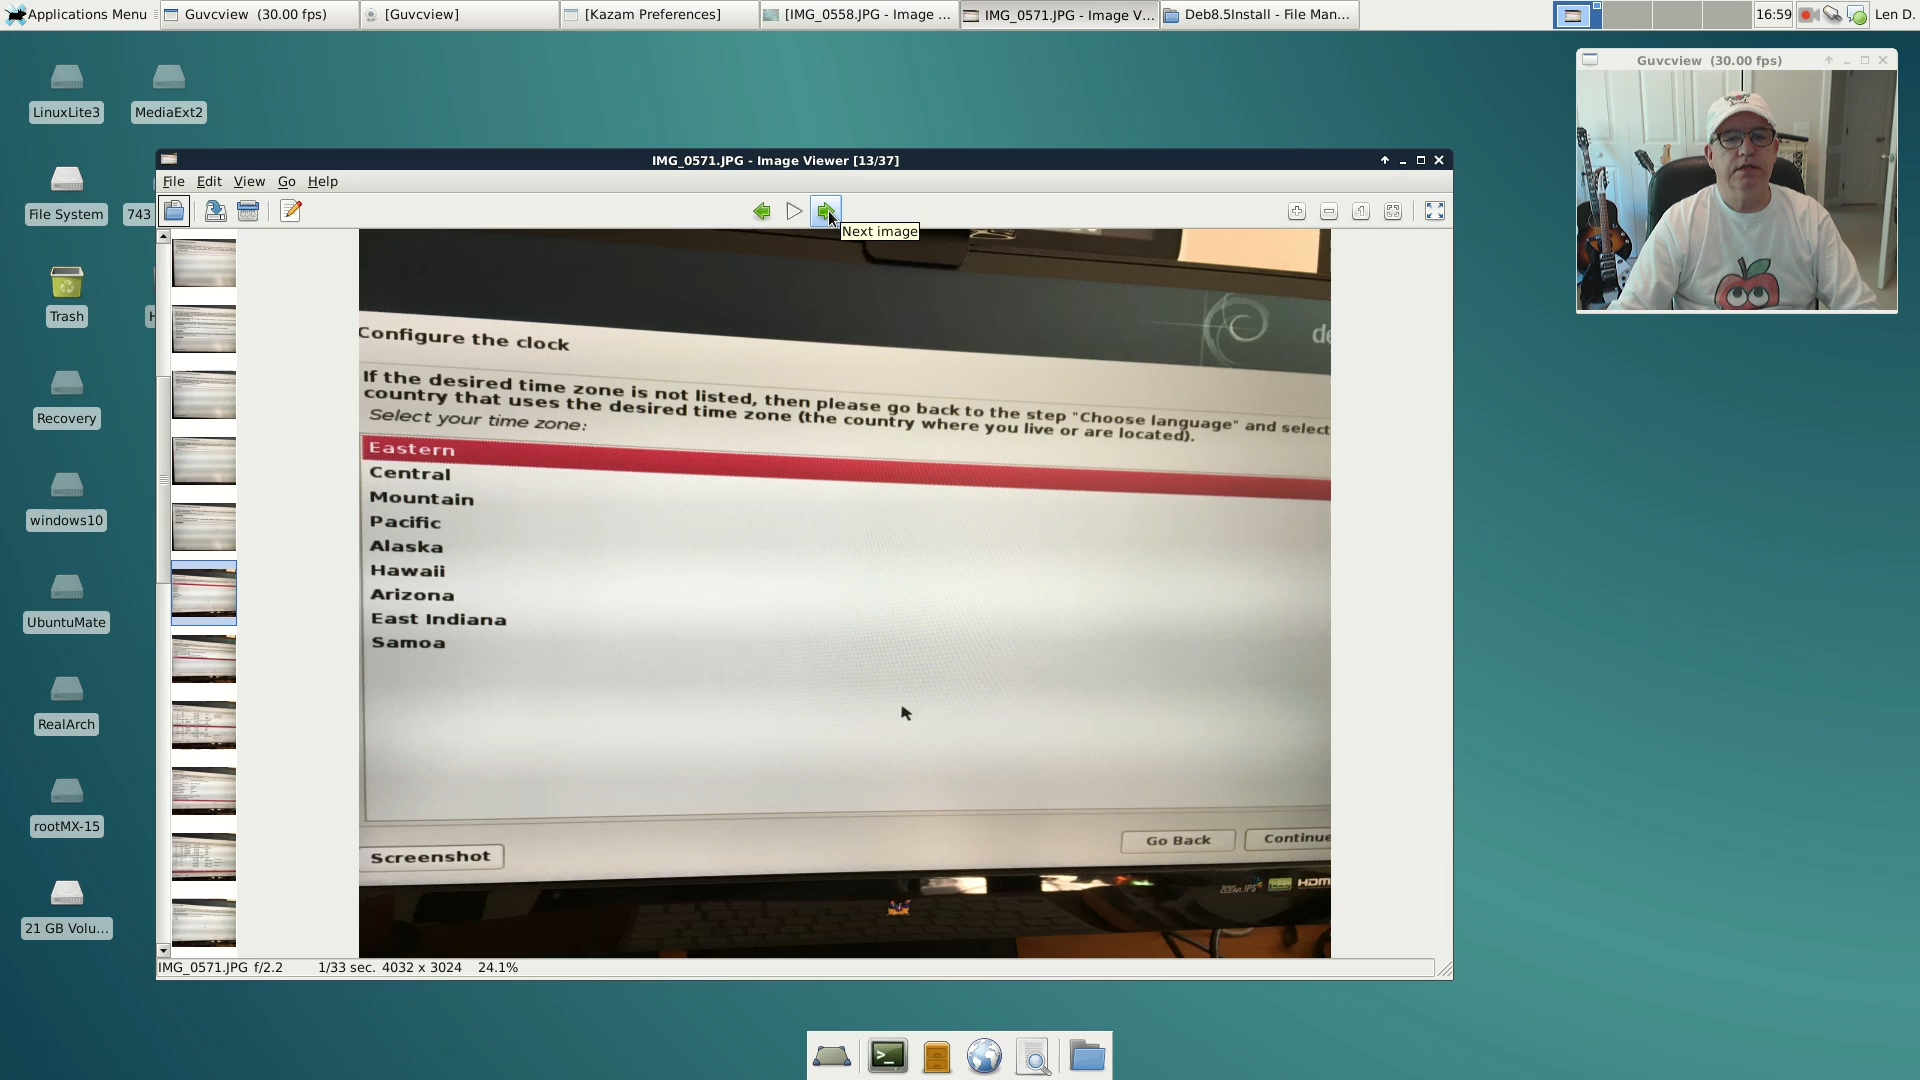 Applications Menu
Guvcview (30.00 fps)
[Guvcview]
[Kazam Preferences]
[IMG_0558.JPG - Image ...
IMG_0571.JPG - Image V...
Deb8.5Install - File Man...
16:59
Len D.
LinuxLite3
MediaExt2
File System
743
Trash
H
Recovery
windows10
UbuntuMate
RealArch
rootMX-15
21 GB Volu...
Guvcview (30.00 fps)
IMG_0571.JPG - Image Viewer [13/37]
File Edit View Go Help
Next image
de
Configure the clock
If the desired time zone is not listed, then please go back to the step "Choose language" and select
country that uses the desired time zone (the country where you live or are located).
Select your time zone:
Eastern
Central
Mountain
Pacific
Alaska
Hawaii
Arizona
East Indiana
Samoa
Go Back
Continue
Screenshot
HDMI
IMG_0571.JPG f/2.2 1/33 sec. 4032 x 3024 24.1%